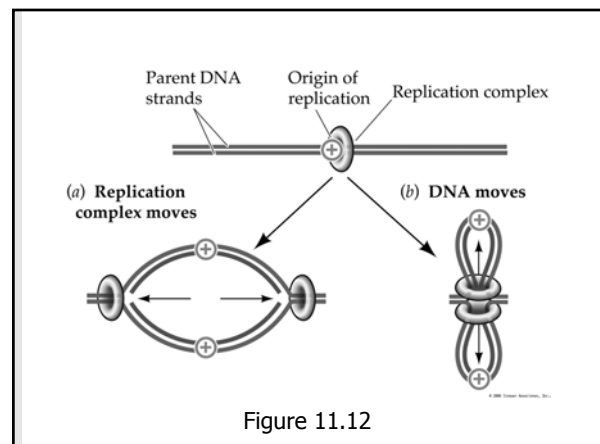 Parent DNA
strands
Origin of
replication
Replication complex
+
(a) Replication
complex moves
(b) DNA moves
+
+
+
+
Figure 11.12